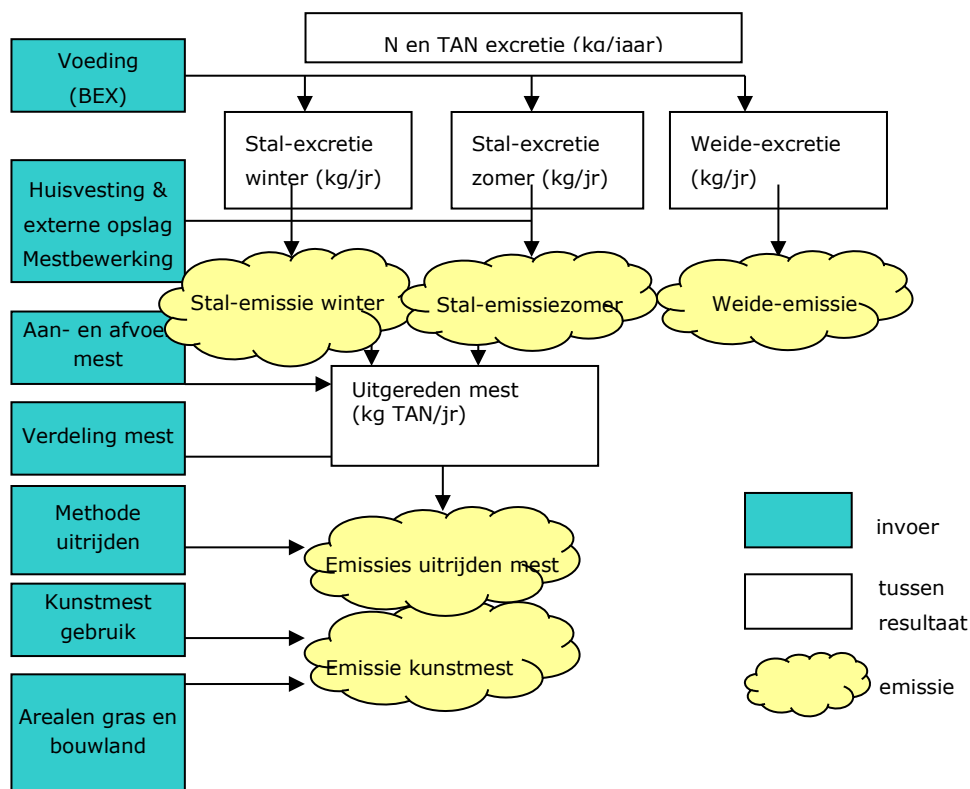 N en TAN excretie (kg/jaar)
Voeding
(BEX)
Stal-excretie
winter (kg/jr)
Stal-excretie
zomer (kg/jr)
Weide-excretie
(kg/jr)
Huisvesting &
externe opslag
Mestbewerking
Stal-emissie winter
Stal-emissiezomer
Weide-emissie
Aan- en afvoer
mest
Uitgereden mest
(kg TAN/jr)
Verdeling mest
Methode
uitrijden
Emissies uitrijden mest
Kunstmest
gebruik
Emissie kunstmest
Arealen gras en
bouwland
invoer
tussen
resultaat
emissie